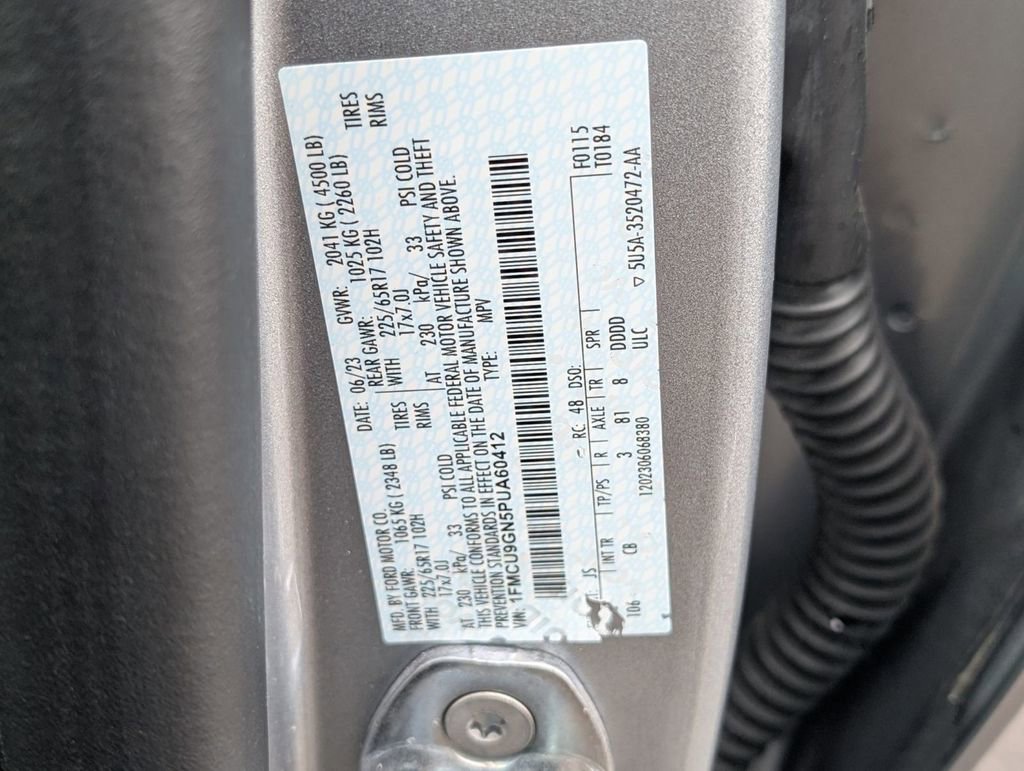 MFD. BY FORD MOTOR CO. DATE: 06/23 GVWR: 2041 KG ( 4500 LB)
FRONT GAWR: 1065 KG ( 2348 LB) REAR GAWR: 1025 KG ( 2260 LB)
WITH 225/65R17 102H TIRES WITH 225/65R17 102H TIRES
17x7.0J RIMS 17x7.0J RIMS
AT 230 kPa/ 33 PSI COLD AT 230 kPa/ 33 PSI COLD
THIS VEHICLE CONFORMS TO ALL APPLICABLE FEDERAL MOTOR VEHICLE SAFETY AND THEFT
PREVENTION STANDARDS IN EFFECT ON THE DATE OF MANUFACTURE SHOWN ABOVE.
VIN: 1FMCU9GN5PUA60412 TYPE: MPV
RC: 48 DSO: F0115
JS INT TR TP/PS R AXLE TR SPR T0184
106 CB 3 81 8 DDDDD
ULC
1202306068380 ▽ 5U5A-3520472-AA